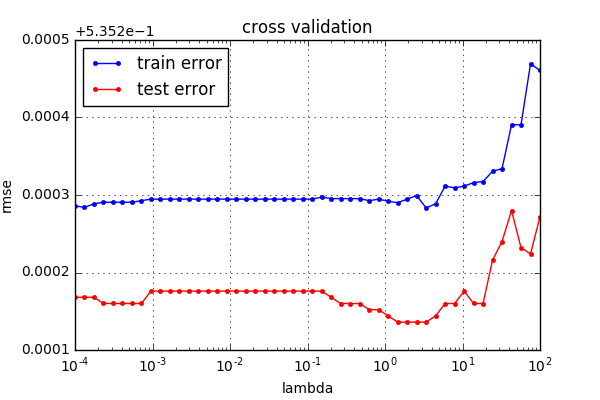 cross validation
+5.352e−1
train error
test error
0.0005
0.0004
0.0003
0.0002
0.0001
rmse
10^-4 10^-3 10^-2 10^-1 10^0 10^1 10^2
lambda